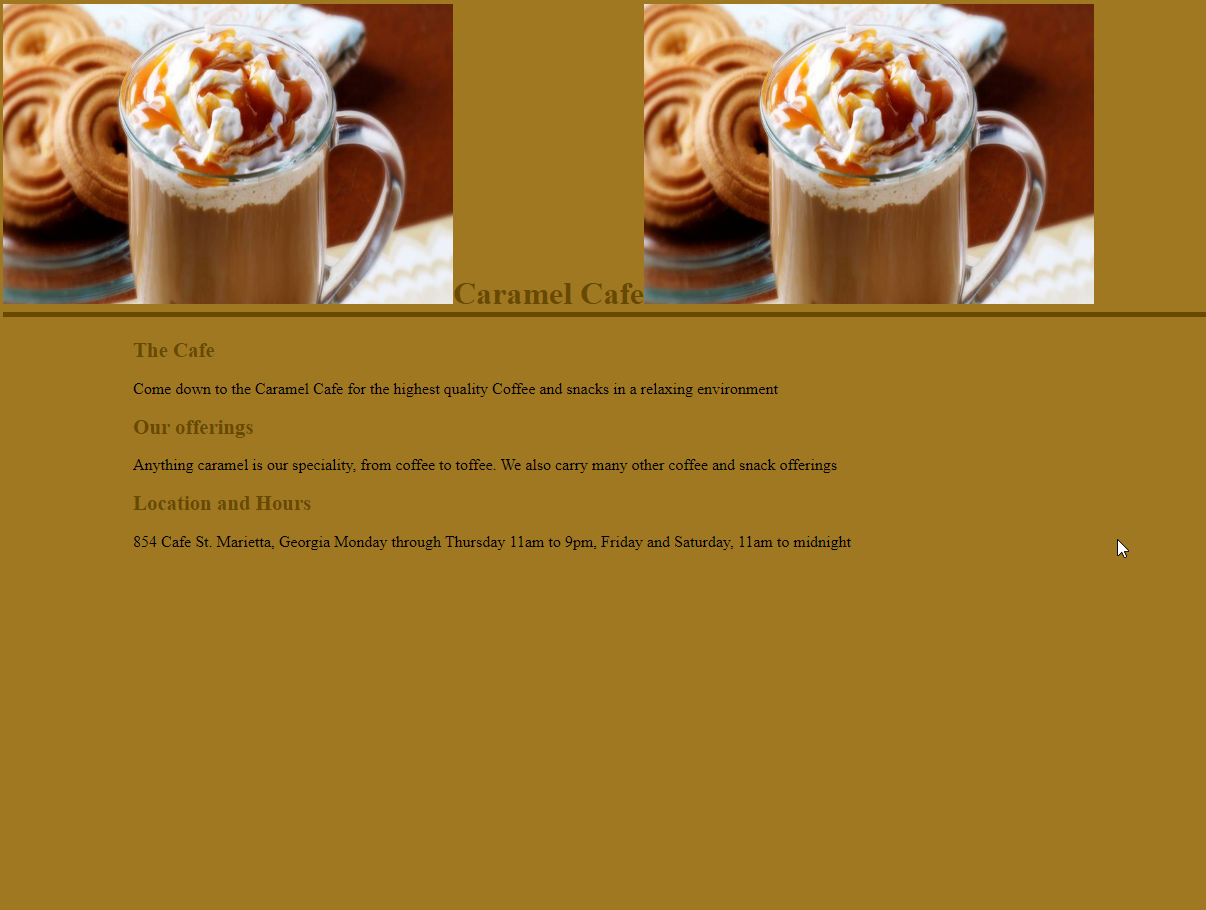 Caramel Cafe
The Cafe
Come down to the Caramel Cafe for the highest quality Coffee and snacks in a relaxing environment
Our offerings
Anything caramel is our speciality, from coffee to toffee. We also carry many other coffee and snack offerings
Location and Hours
854 Cafe St. Marietta, Georgia Monday through Thursday 11am to 9pm, Friday and Saturday, 11am to midnight